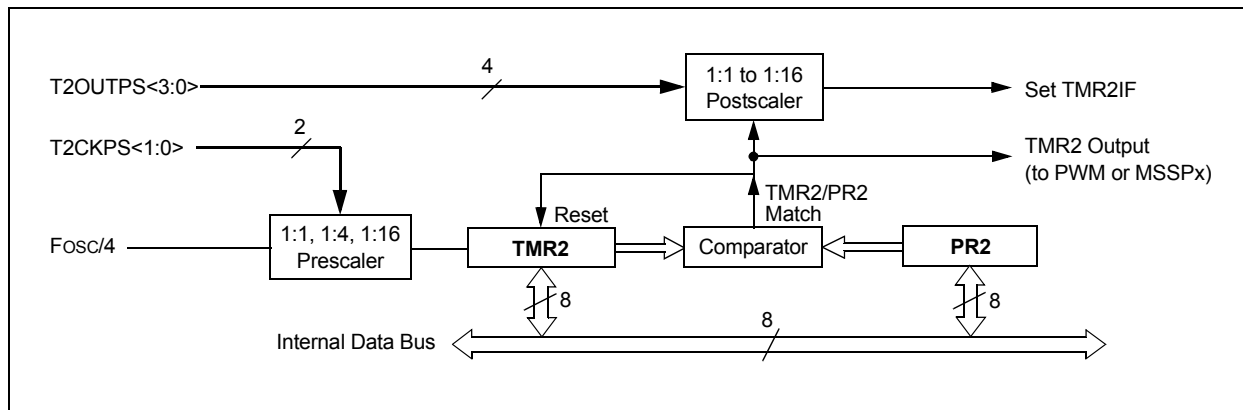 T2OUTPS<3:0>
4
1:1 to 1:16
Postscaler
Set TMR2IF
T2CKPS<1:0>
2
TMR2 Output
(to PWM or MSSPx)
TMR2/PR2
Match
Reset
FOSC/4
1:1, 1:4, 1:16
Prescaler
TMR2
Comparator
PR2
8
8
8
Internal Data Bus